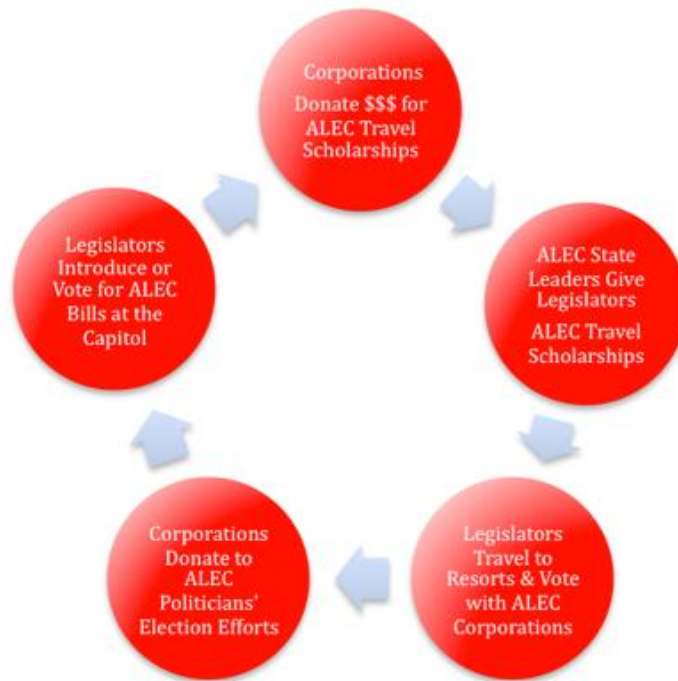 Corporations
Donate $$$ for
ALEC Travel
Scholarships
ALEC State
Leaders Give
Legislators
ALEC Travel
Scholarships
Legislators
Travel to
Resorts & Vote
with ALEC
Corporations
Corporations
Donate to
ALEC
Politicians'
Election Efforts
Legislators
Introduce or
Vote for ALEC
Bills at the
Capitol